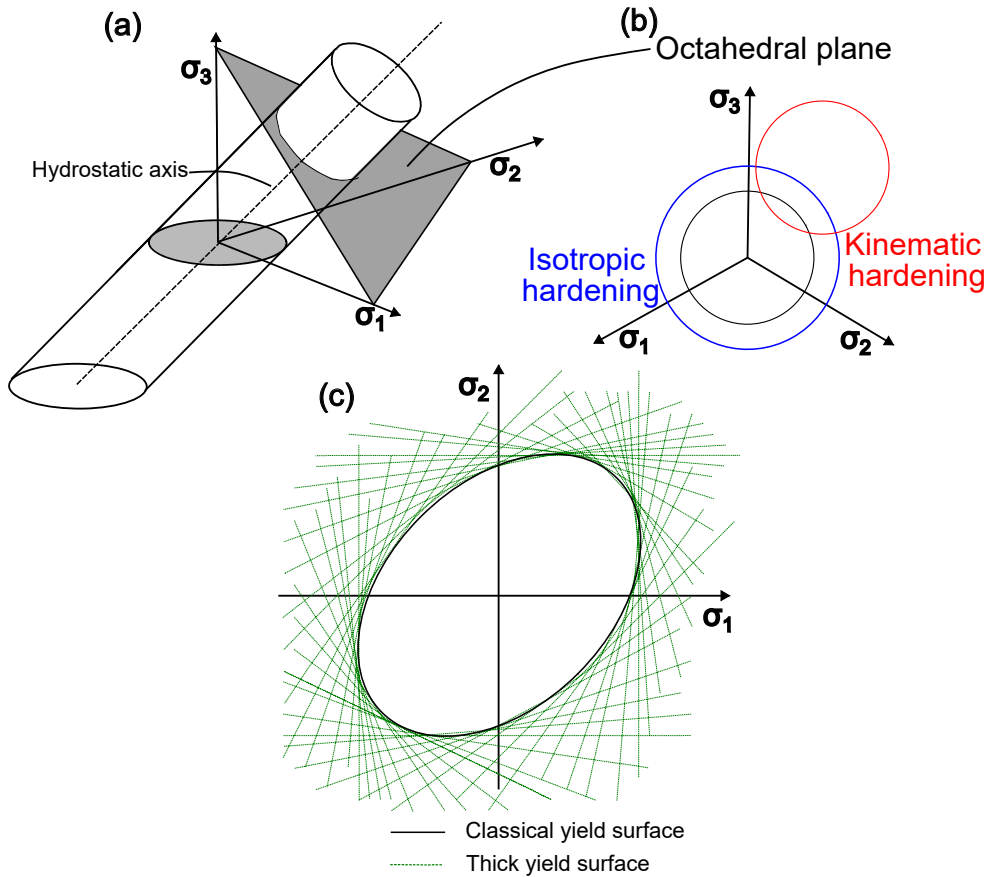 (a)
σ3
Octahedral plane
Hydrostatic axis
σ2
σ1
(b)
σ3
Isotropic
hardening
Kinematic
hardening
σ1
σ2
(c)
σ2
σ1
Classical yield surface
Thick yield surface